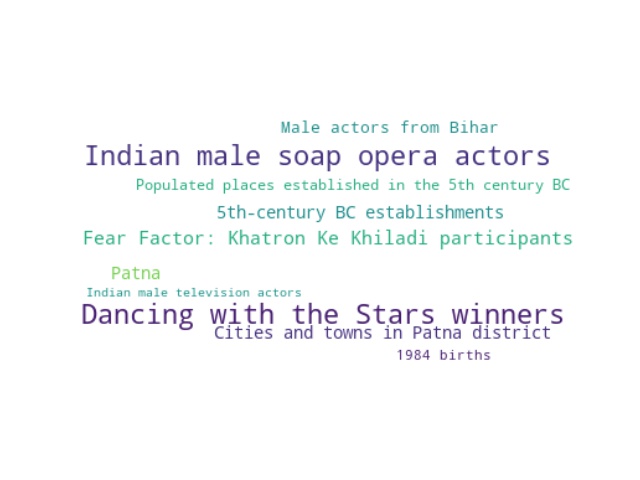 Male actors from Bihar
Indian male soap opera actors
Populated places established in the 5th century BC
5th-century BC establishments
Fear Factor: Khatron Ke Khiladi participants
Patna
Indian male television actors
Dancing with the Stars winners
Cities and towns in Patna district
1984 births